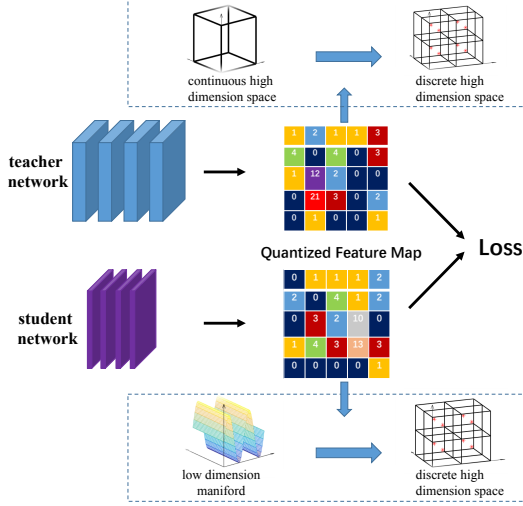 continuous high
dimension space
discrete high
dimension space
teacher
network
1 2 1 1 3
4 0 4 0 3
1 12 2 0 0
0 21 3 0 2
0 1 0 0 1
Quantized Feature Map
Loss
student
network
0 1 1 1 2
2 0 4 1 2
0 3 2 10 0
1 4 3 13 3
0 0 0 0 1
low dimension
maniford
discrete high
dimension space